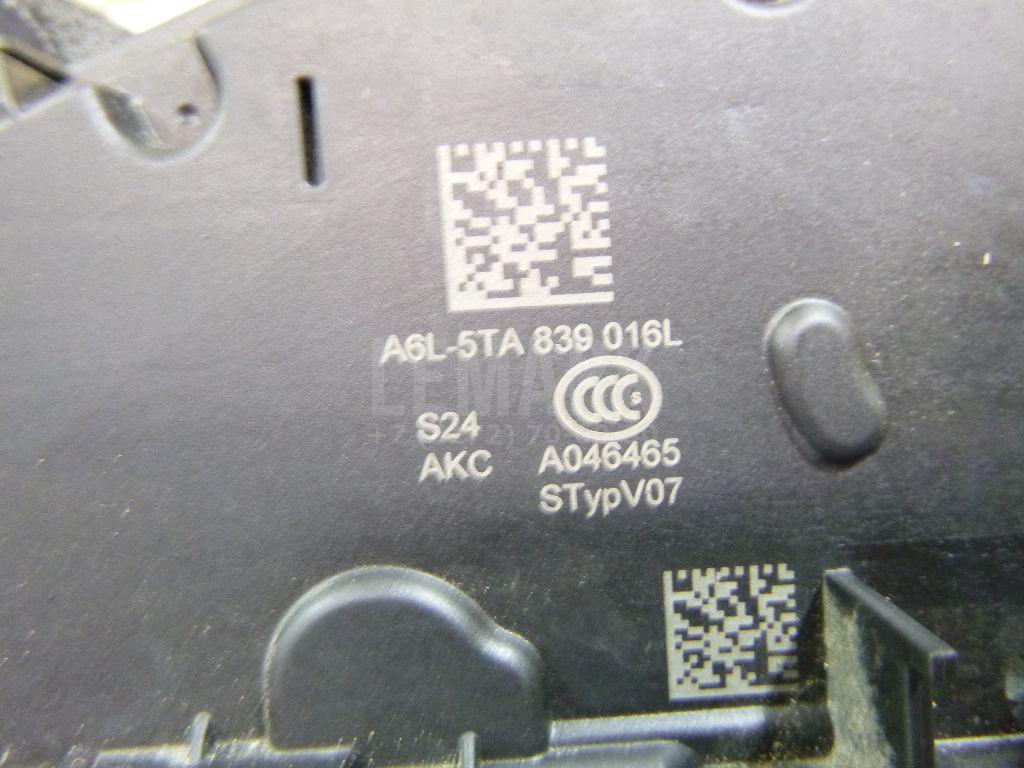 A6L-5TA 839 016L
CCC S
S24
AKC A046465
STypV07